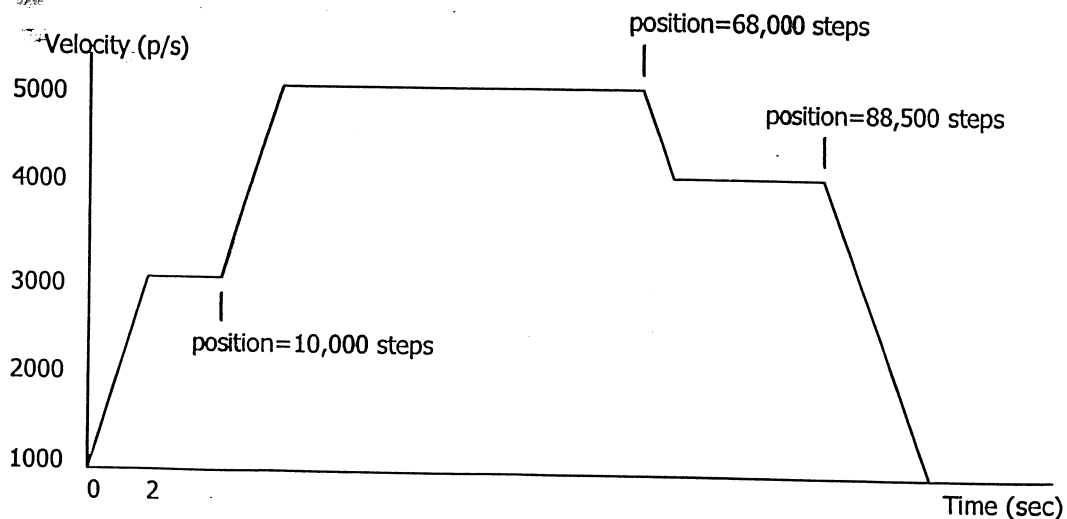 position=68,000 steps
Velocity (p/s)
5000
position=88,500 steps
4000
3000
position=10,000 steps
2000
1000
0 2
Time (sec)